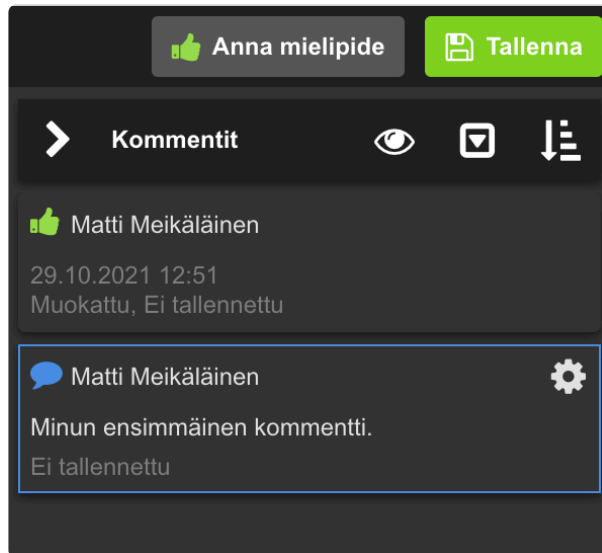 Anna mielipide
Tallenna
Kommentit
Matti Meikäläinen
29.10.2021 12:51
Muokattu, Ei tallennettu
Matti Meikäläinen
Minun ensimmäinen kommentti.
Ei tallennettu